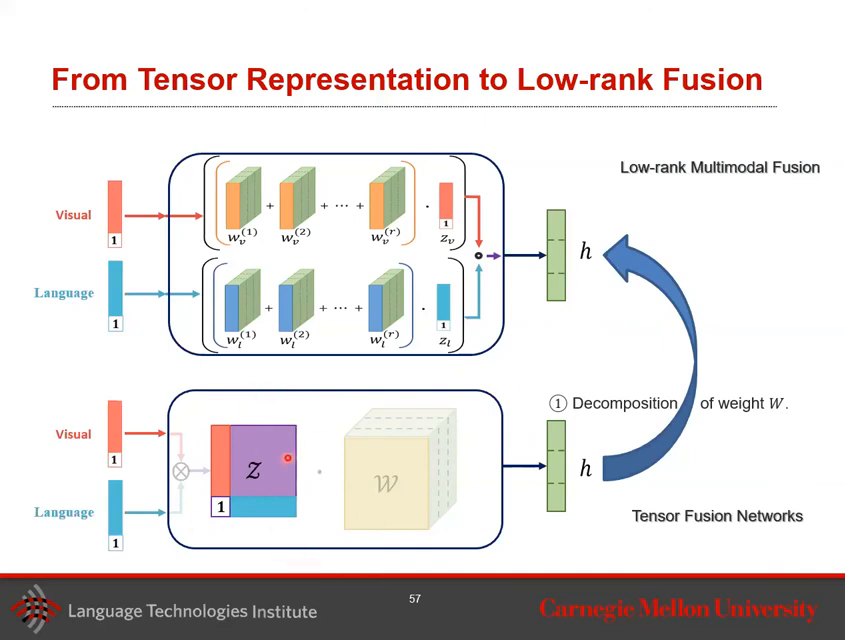 From Tensor Representation to Low-rank Fusion
Low-rank Multimodal Fusion
Visual
1
w_v^(1) + w_v^(2) + ⋯ + w_v^(r) · 1
z_v
h
Language
1
w_l^(1) + w_l^(2) + ⋯ + w_l^(r) · 1
z_l
① Decomposition of weight W.
Visual
1
Z · W
1
h
Language
1
Tensor Fusion Networks
57
Language Technologies Institute
Carnegie Mellon University